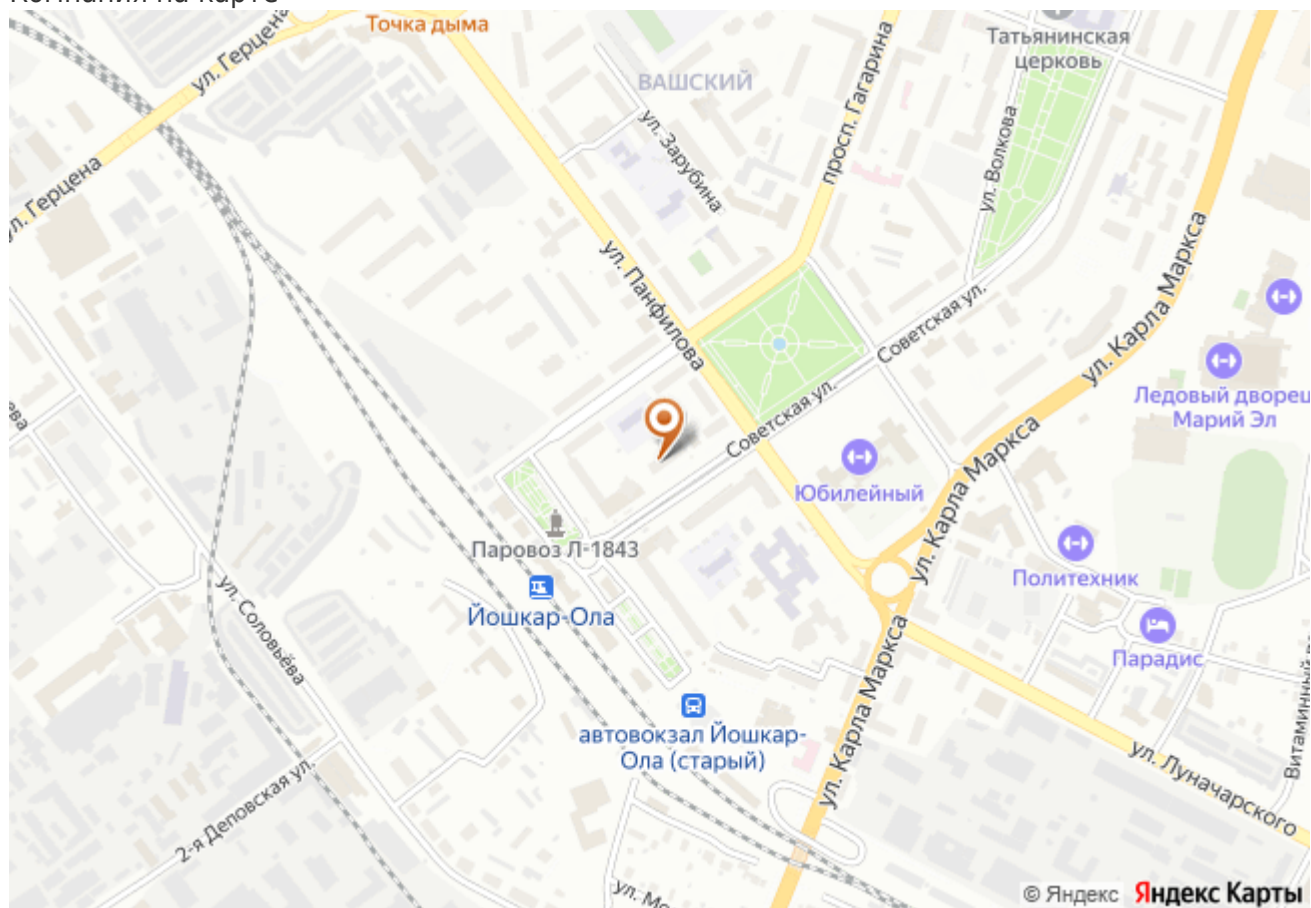 Точка дыма
ул. Герцена
ВАШСКИЙ
Татьянинская
церковь
просп. Гагарина
ул. Зарубина
ул. Волкова
ул. Панфилова
Советская ул.
Советская ул.
ул. Карла Маркса
ул. Карла Маркса
ул. Карла Маркса
ул. Карла Маркса
Ледовый дворец
Марий Эл
Юбилейный
Политехник
Парадис
Паровоз Л-1843
Йошкар-Ола
автовокзал Йошкар-
Ола (старый)
ул. Соловьёва
2-я Деповская ул.
ул. Луначарского
© Яндекс Яндекс Карты